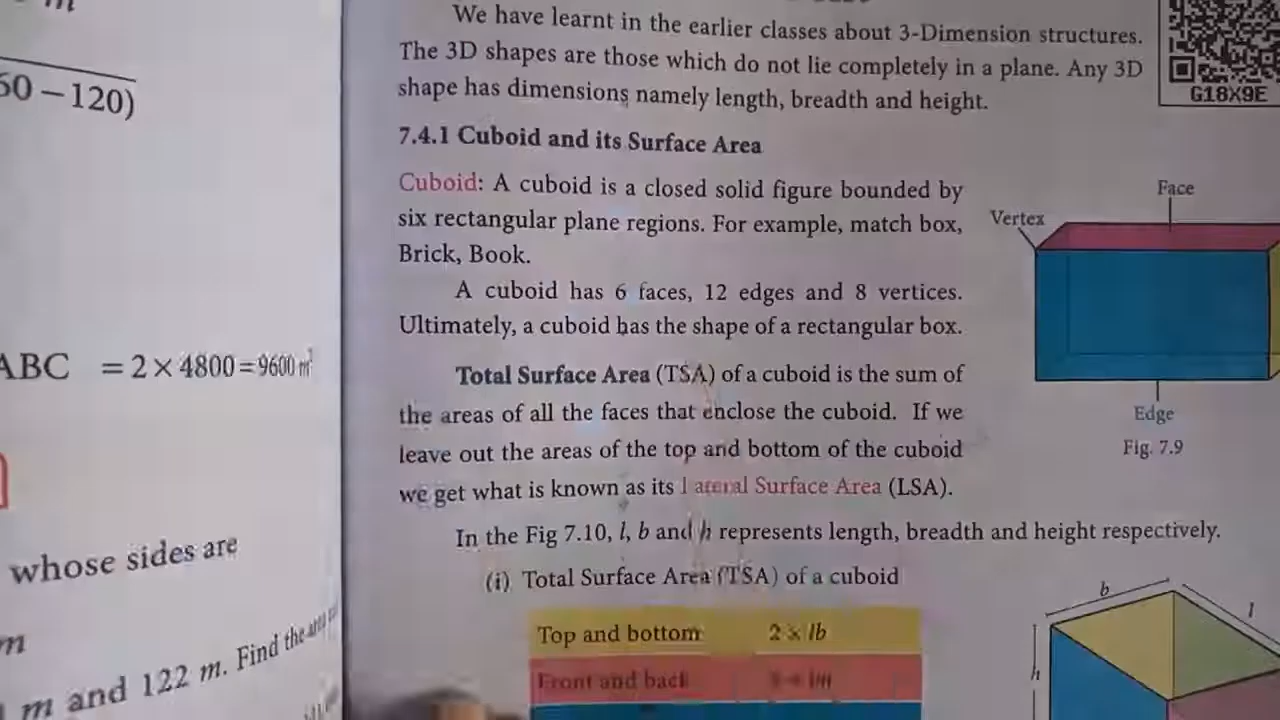 50 – 120)
ABC = 2 × 4800 = 9600 m²
whose sides are
m
m and 122 m. Find the
We have learnt in the earlier classes about 3-Dimension structures.
The 3D shapes are those which do not lie completely in a plane. Any 3D
shape has dimensions namely length, breadth and height.
G18X9E
7.4.1 Cuboid and its Surface Area
Cuboid: A cuboid is a closed solid figure bounded by
six rectangular plane regions. For example, match box,
Brick, Book.
A cuboid has 6 faces, 12 edges and 8 vertices.
Ultimately, a cuboid has the shape of a rectangular box.
Face
Vertex
Edge
Fig. 7.9
Total Surface Area (TSA) of a cuboid is the sum of
the areas of all the faces that enclose the cuboid. If we
leave out the areas of the top and bottom of the cuboid
we get what is known as its Lateral Surface Area (LSA).
In the Fig 7.10, l, b and h represents length, breadth and height respectively.
(i) Total Surface Area (TSA) of a cuboid
Top and bottom 2 × lb
Front and back
b
l
h